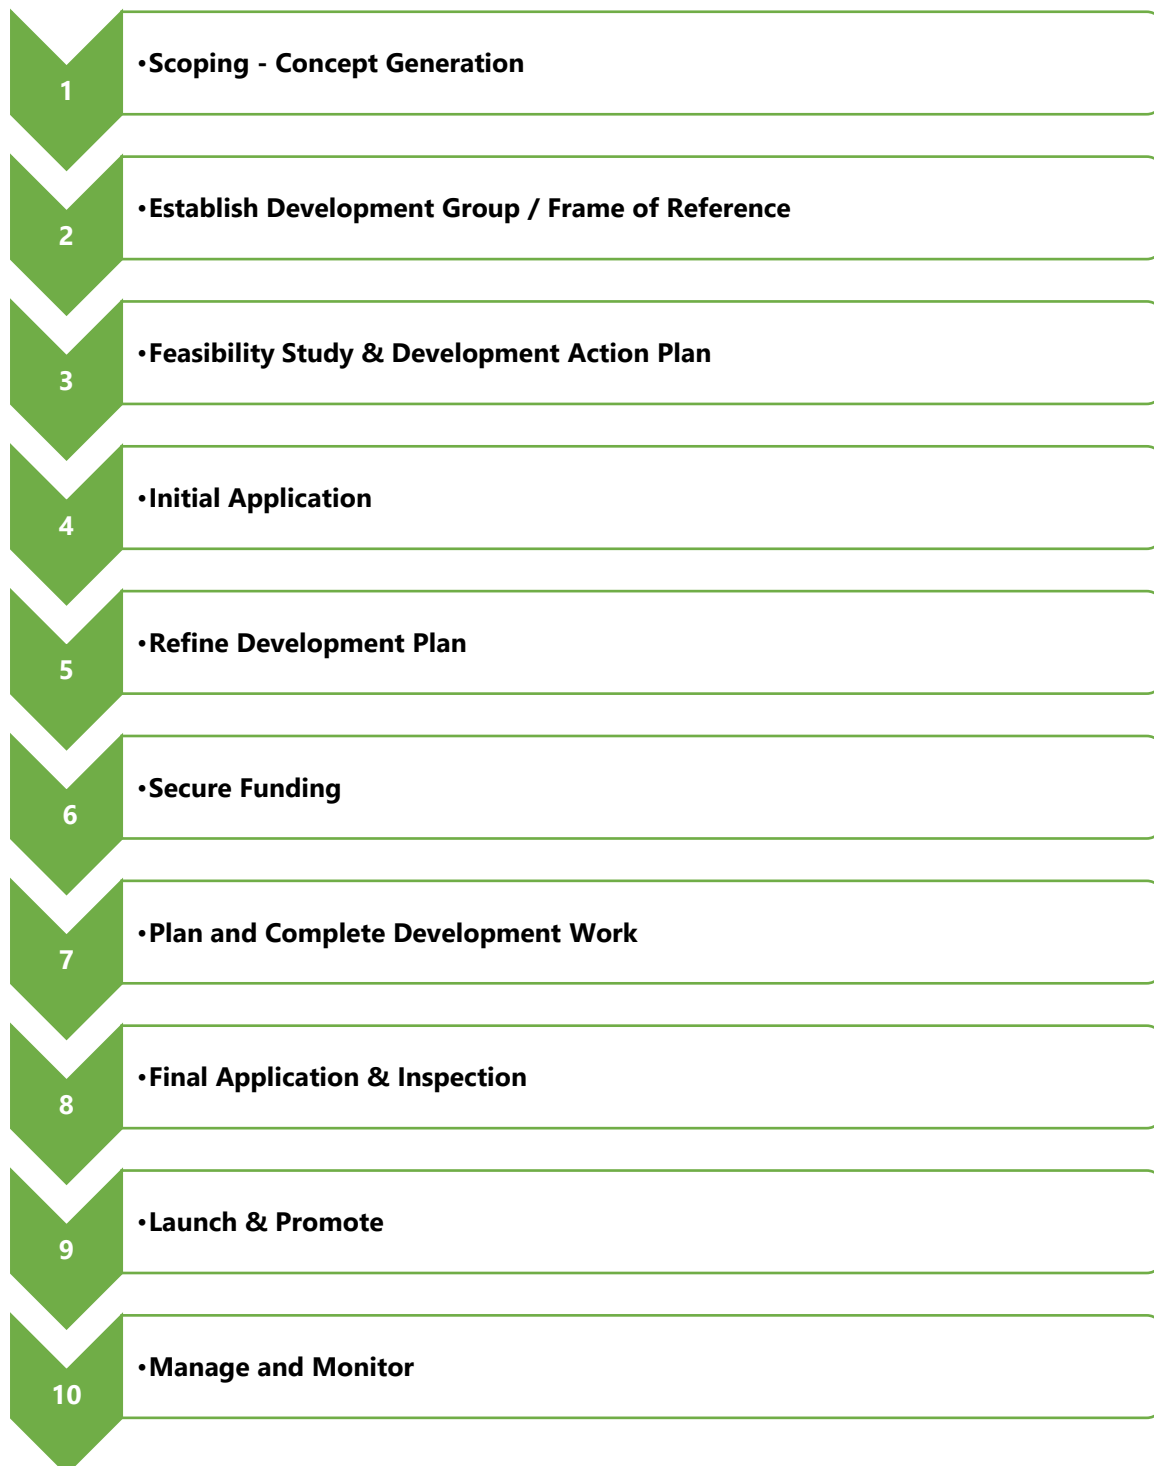 1
•Scoping - Concept Generation
2
•Establish Development Group / Frame of Reference
3
•Feasibility Study & Development Action Plan
4
•Initial Application
5
•Refine Development Plan
6
•Secure Funding
7
•Plan and Complete Development Work
8
•Final Application & Inspection
9
•Launch & Promote
10
•Manage and Monitor